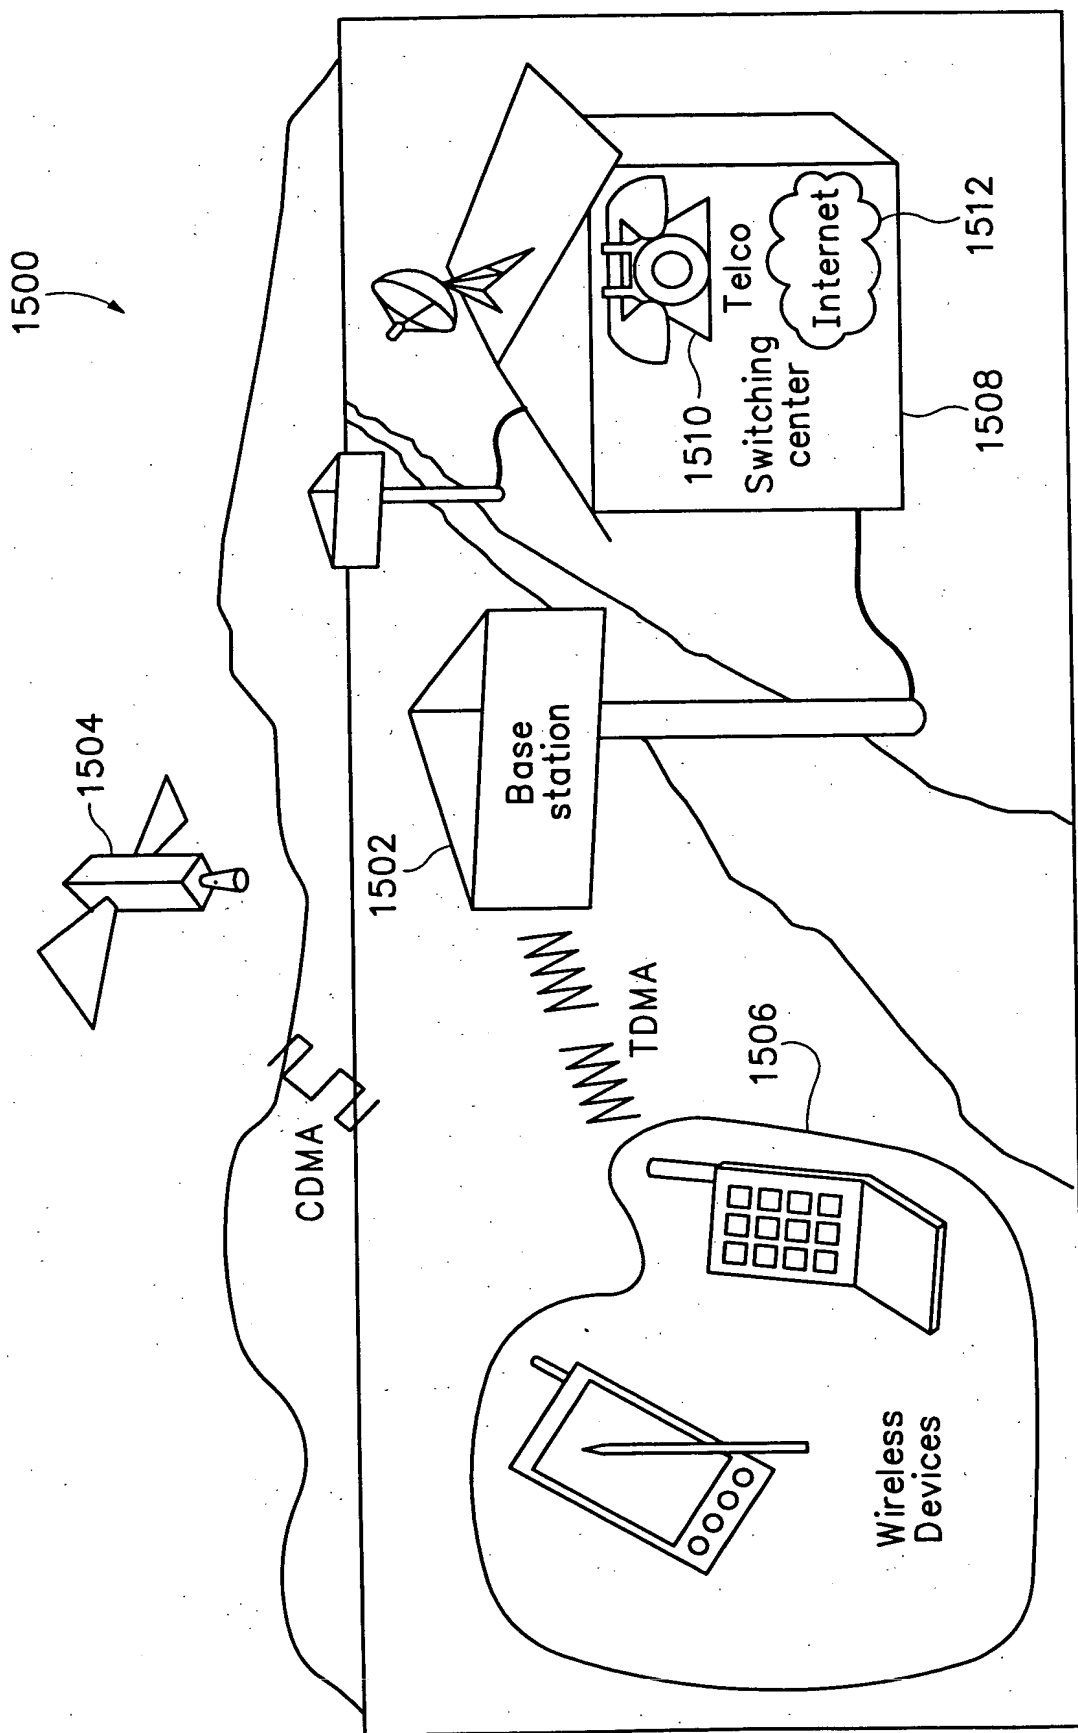 1500
1504
CDMA
1502
Base
station
TDMA
1506
Wireless
Devices
1510
Telco
Switching
center
Internet
1512
1508